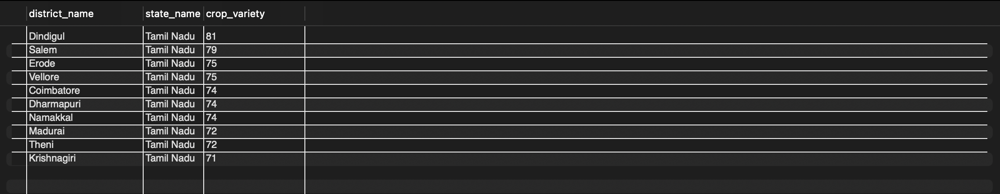 district_name state_name crop_variety
Dindigul Tamil Nadu 81
Salem Tamil Nadu 79
Erode Tamil Nadu 75
Vellore Tamil Nadu 75
Coimbatore Tamil Nadu 74
Dharmapuri Tamil Nadu 74
Namakkal Tamil Nadu 74
Madurai Tamil Nadu 72
Theni Tamil Nadu 72
Krishnagiri Tamil Nadu 71